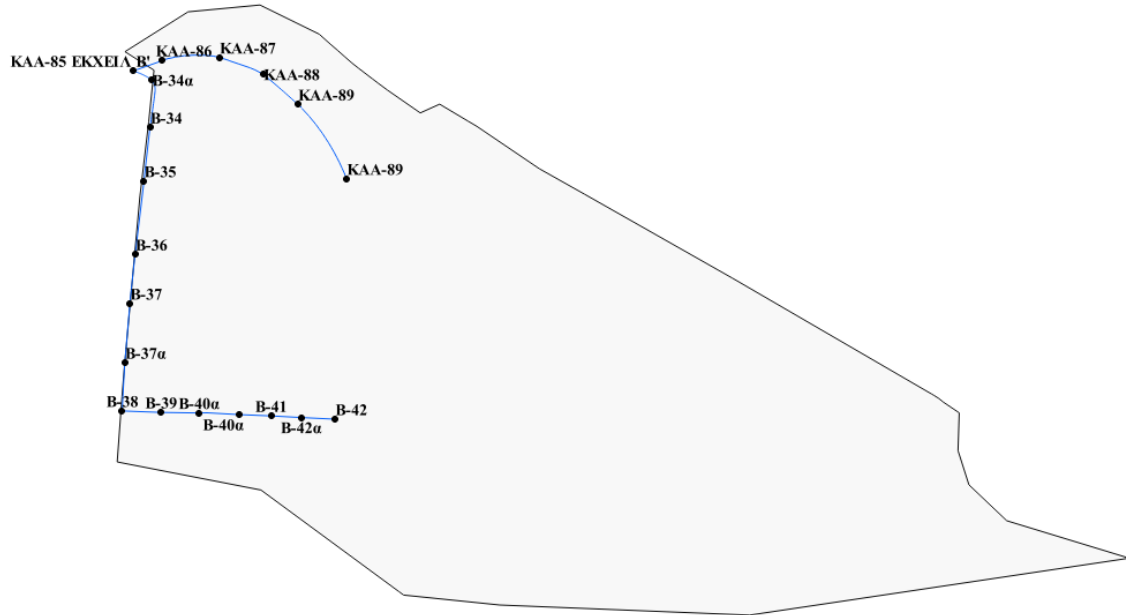 ΚΑΑ-87
ΚΑΑ-86
ΚΑΑ-85 ΕΚΧΕΙΛ Β'
ΚΑΑ-88
Β-34α
ΚΑΑ-89
Β-34
ΚΑΑ-89
Β-35
Β-36
Β-37
Β-37α
Β-38
Β-39
Β-40α
Β-40α
Β-41
Β-42α
Β-42